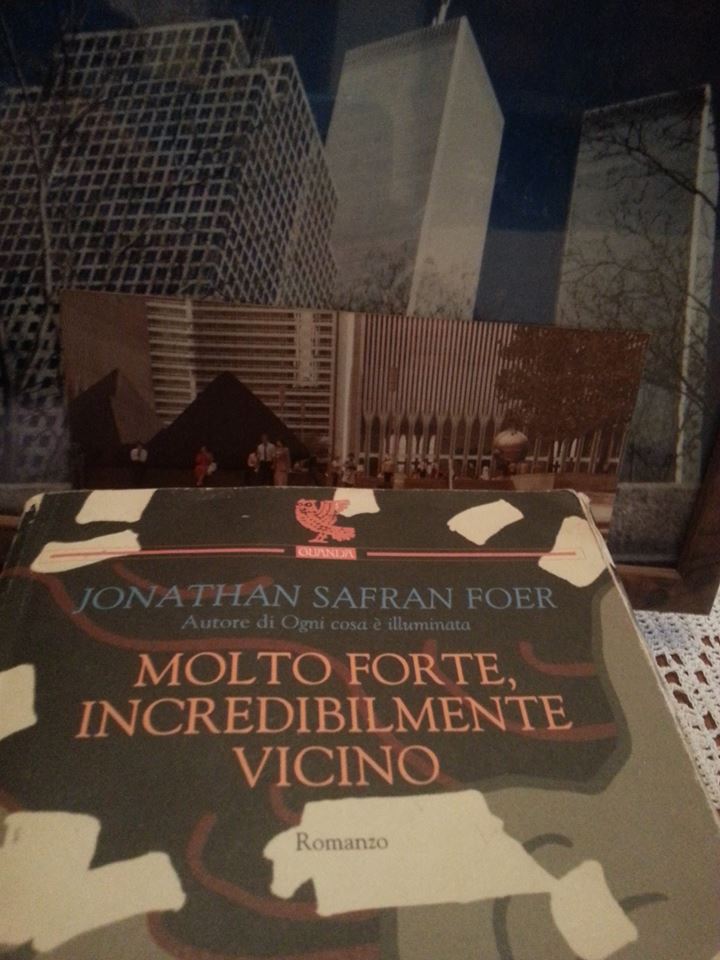 GUANDA
JONATHAN SAFRAN FOER
Autore di Ogni cosa è illuminata
MOLTO FORTE,
INCREDIBILMENTE
VICINO
Romanzo